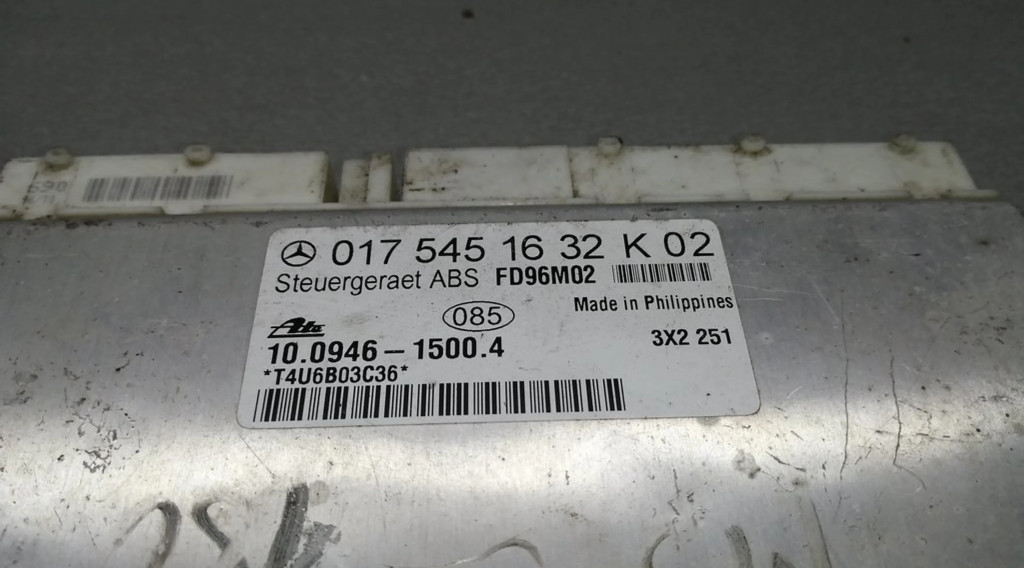 017 545 16 32 K 02
Steuergeraet ABS FD96M02
Made in Philippines
085
Ate
3X2 251
10.0946-1500.4
*T4U6B03C36*